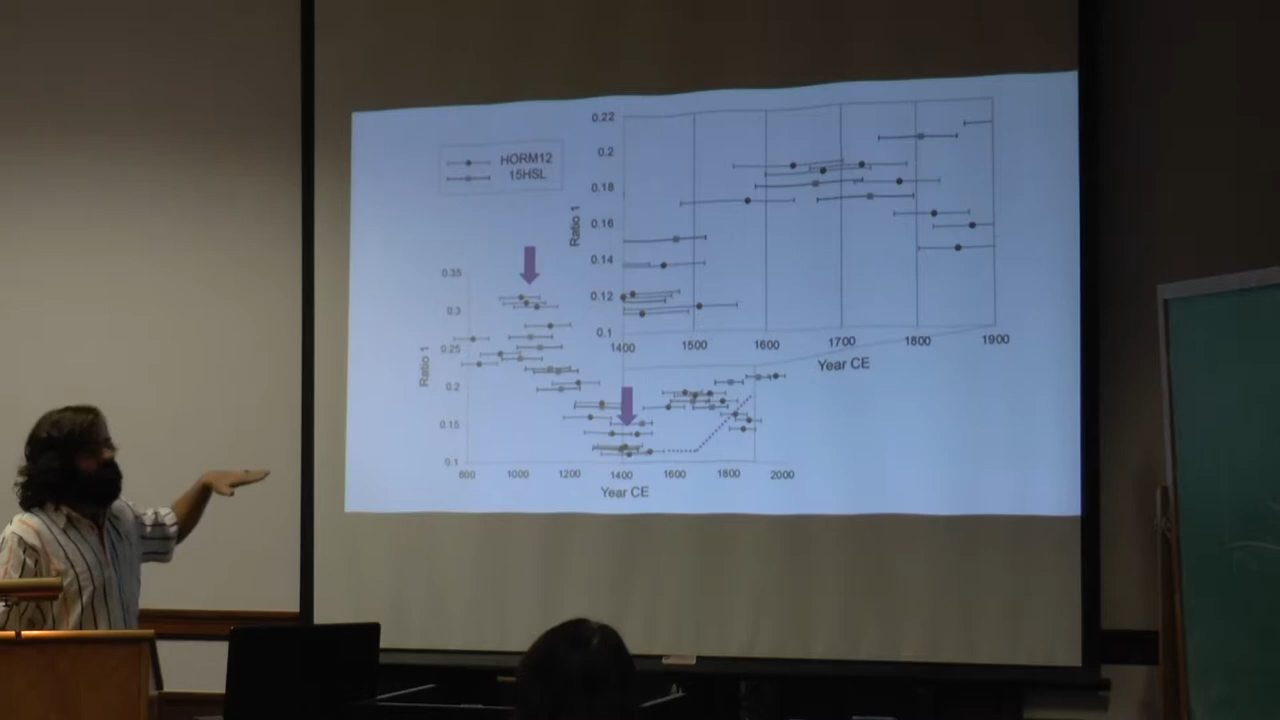 HORM12
15HSL
0.22
0.2
0.18
0.16
0.14
0.12
0.1
Ratio 1
1400 1500 1600 1700 1800 1900
Year CE
0.35
0.3
0.25
0.2
0.15
0.1
Ratio 1
800 1000 1200 1400 1600 1800 2000
Year CE